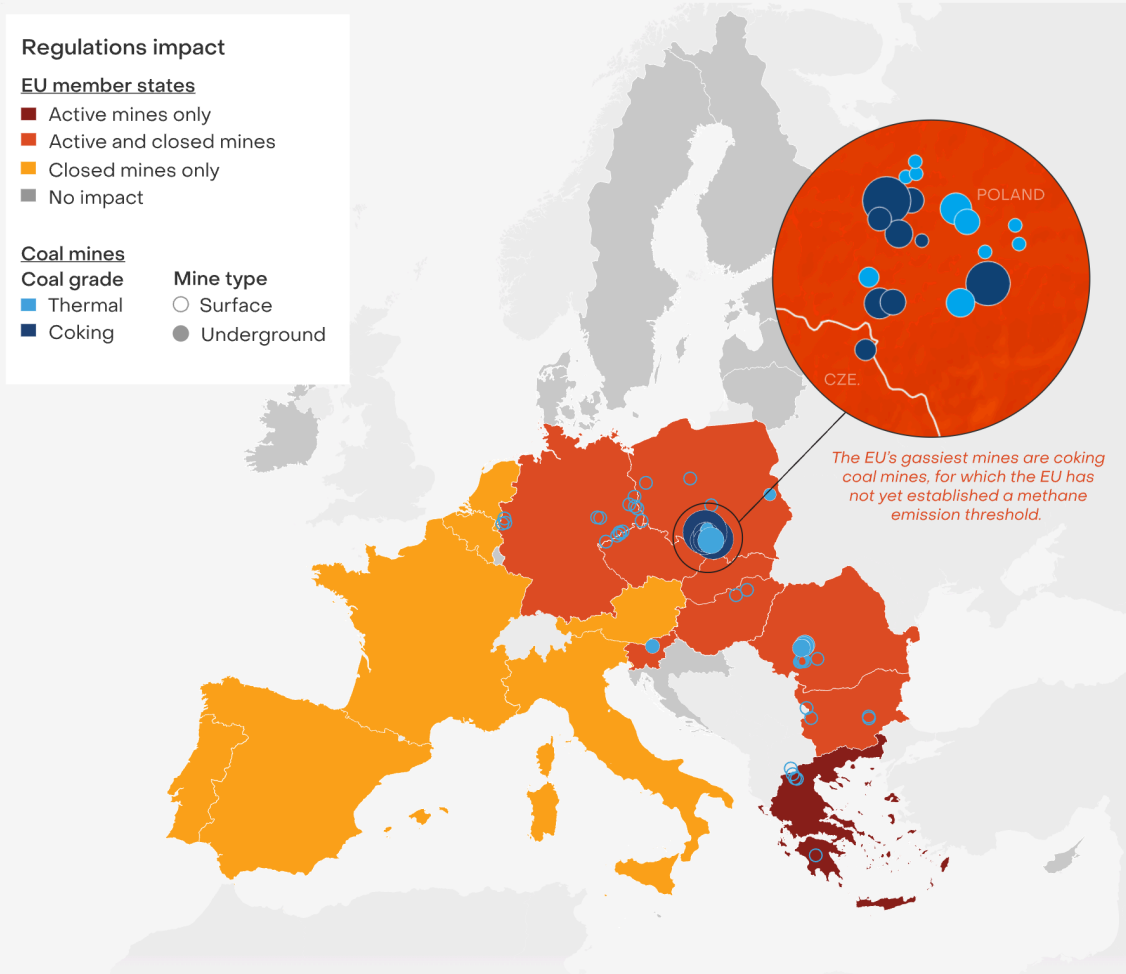 Regulations impact
EU member states
Active mines only
Active and closed mines
Closed mines only
No impact
Coal mines
Coal grade
Mine type
Thermal
Surface
Coking
Underground
POLAND
CZE.
The EU's gassiest mines are coking
coal mines, for which the EU has
not yet established a methane
emission threshold.